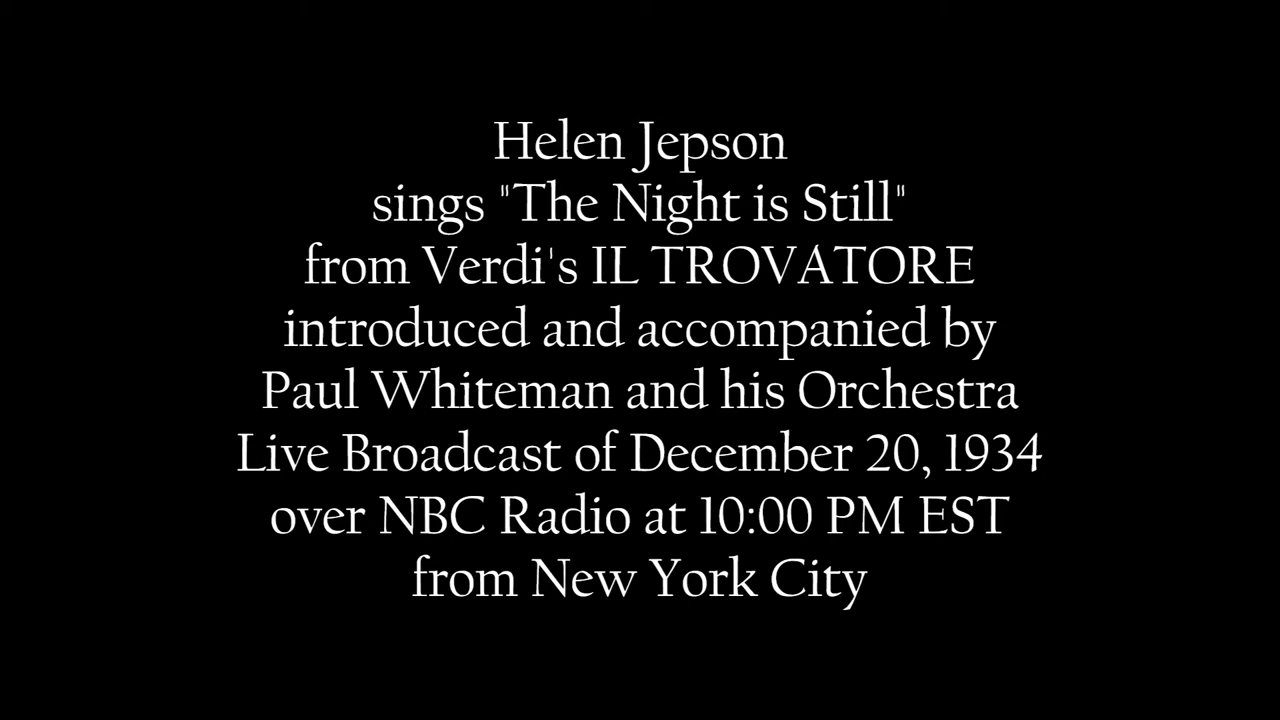 Helen Jepson
sings "The Night is Still"
from Verdi's IL TROVATORE
introduced and accompanied by
Paul Whiteman and his Orchestra
Live Broadcast of December 20, 1934
over NBC Radio at 10:00 PM EST
from New York City